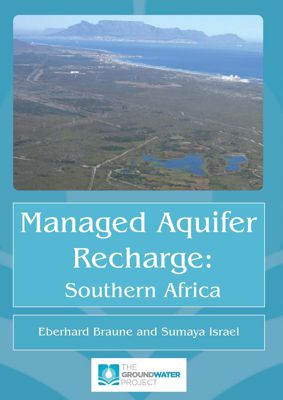 Managed Aquifer
Recharge:
Southern Africa
Eberhard Braune and Sumaya Israel
THE
GROUNDWATER
PROJECT